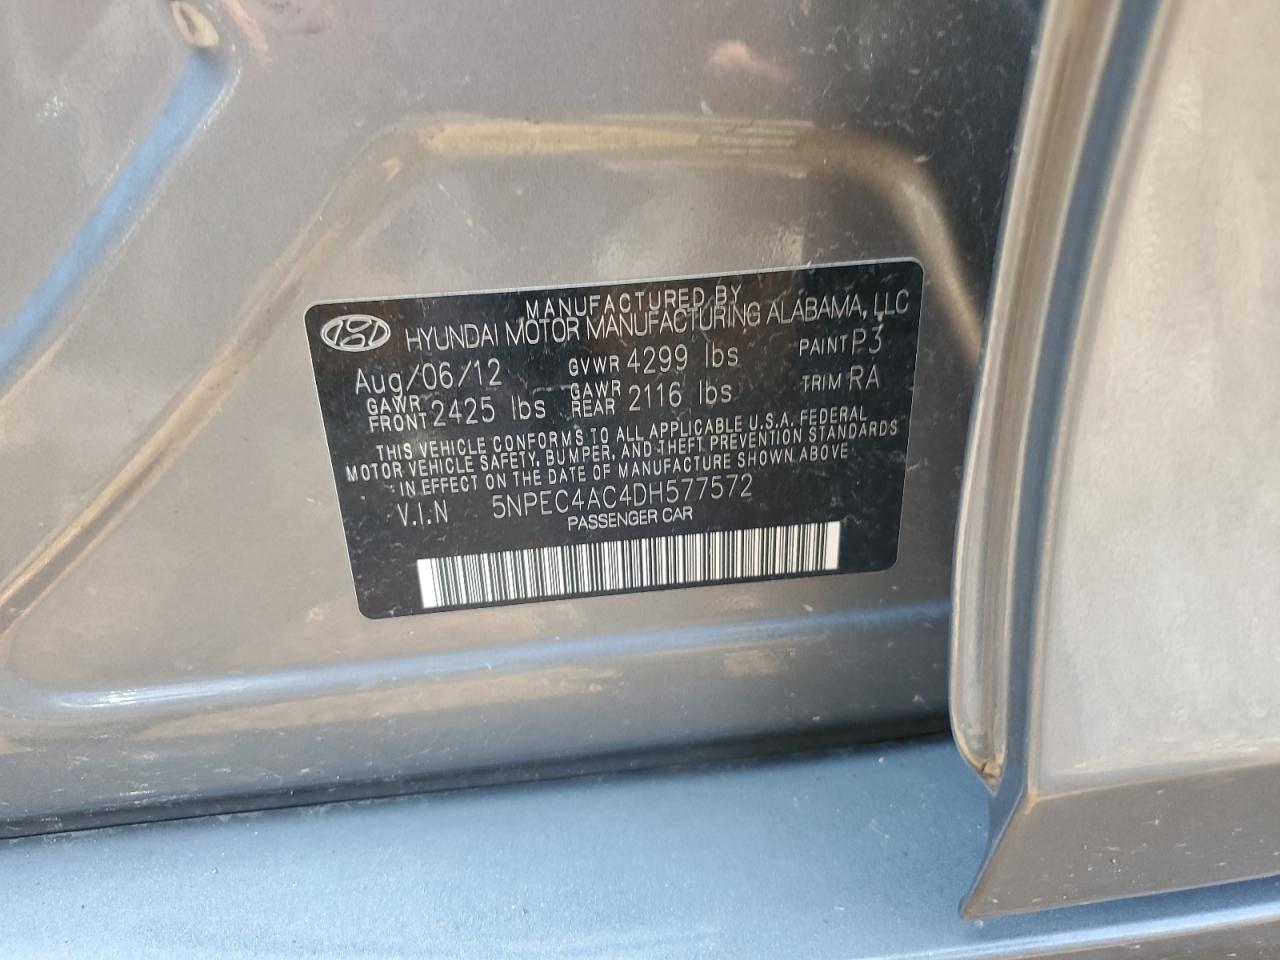 MANUFACTURED BY
HYUNDAI MOTOR MANUFACTURING ALABAMA, LLC
Aug/06/12 GVWR 4299 lbs PAINT P3
GAWR FRONT 2425 lbs GAWR REAR 2116 lbs TRIM RA
THIS VEHICLE CONFORMS TO ALL APPLICABLE U.S.A. FEDERAL
MOTOR VEHICLE SAFETY, BUMPER, AND THEFT PREVENTION STANDARDS
IN EFFECT ON THE DATE OF MANUFACTURE SHOWN ABOVE
V.I.N 5NPEC4AC4DH577572
PASSENGER CAR